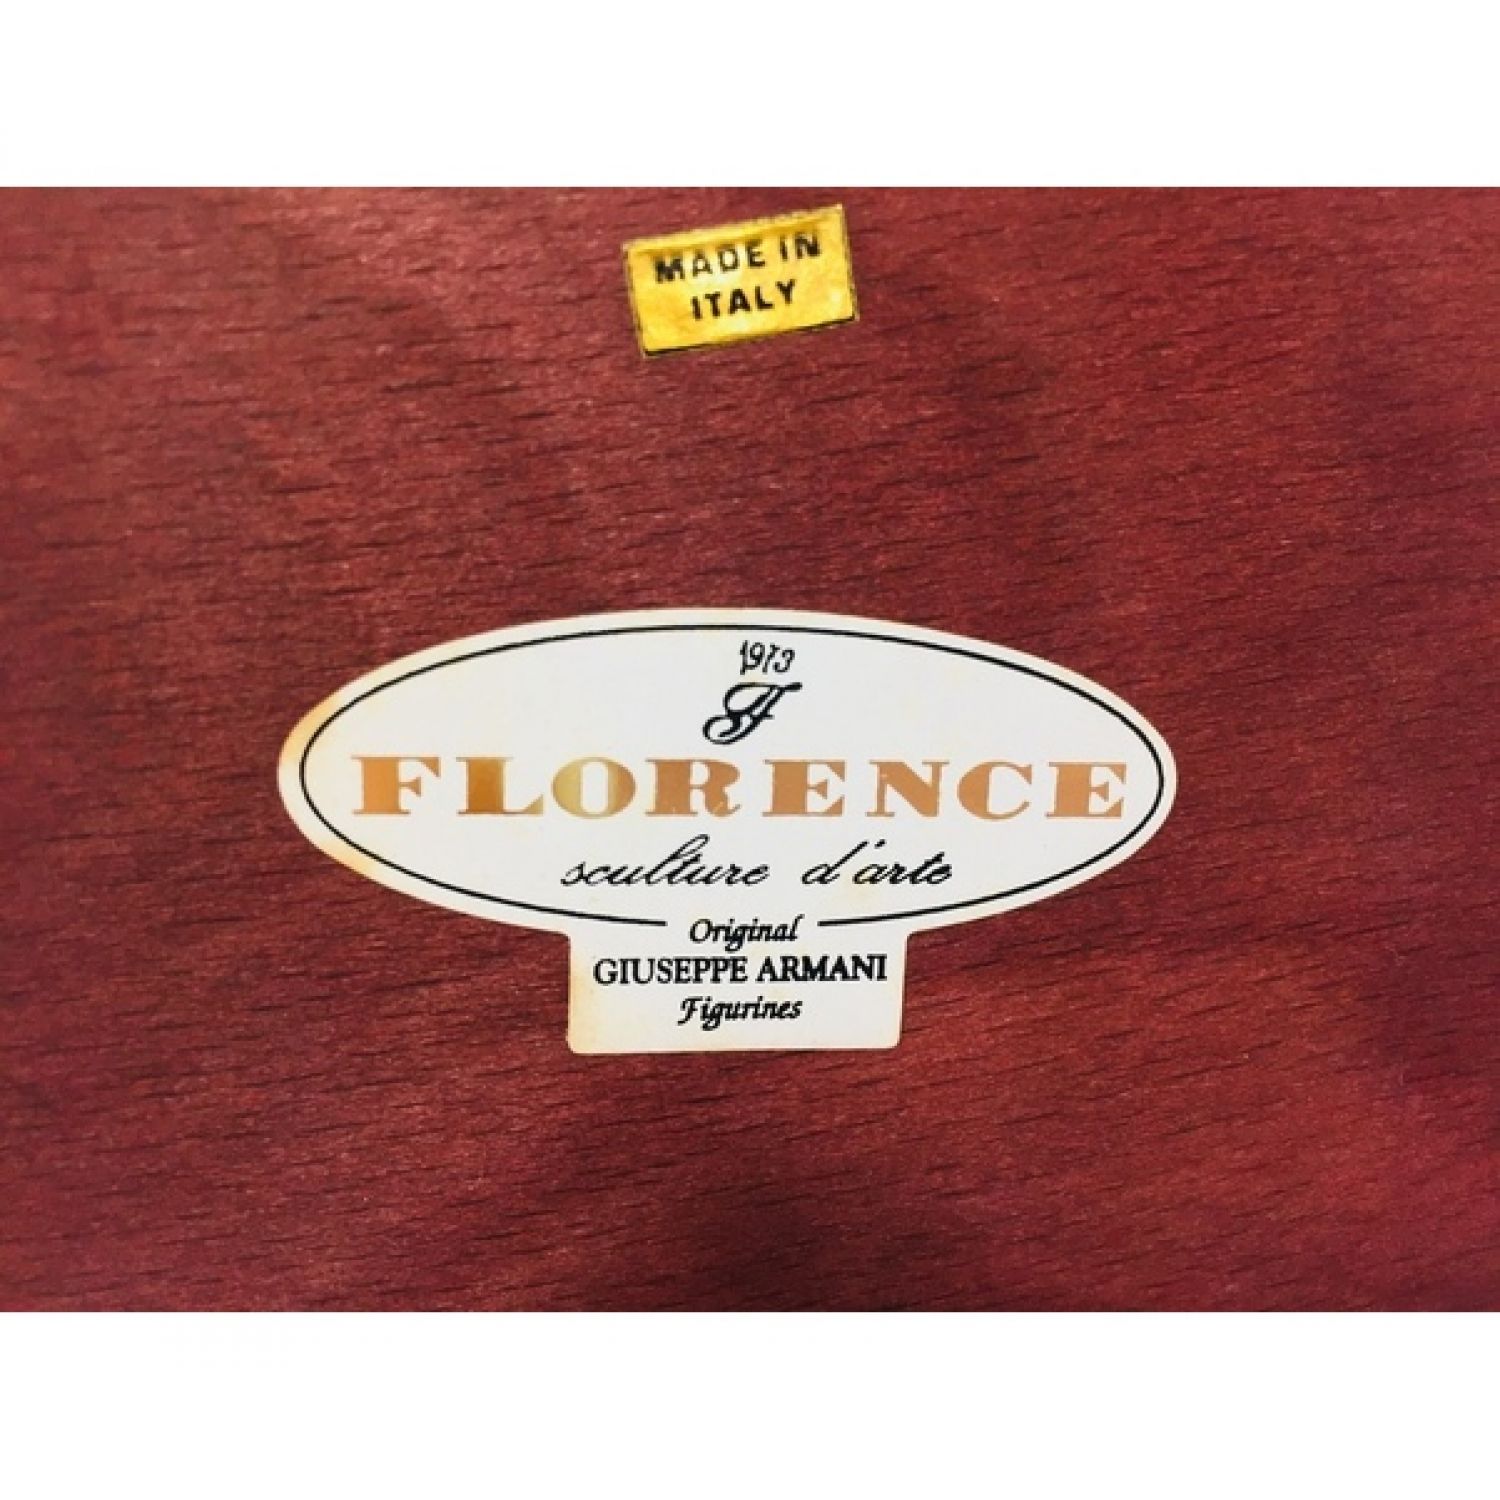 MADE IN
ITALY
1973
F
FLORENCE
sculture d'arte
Original
GIUSEPPE ARMANI
Figurines